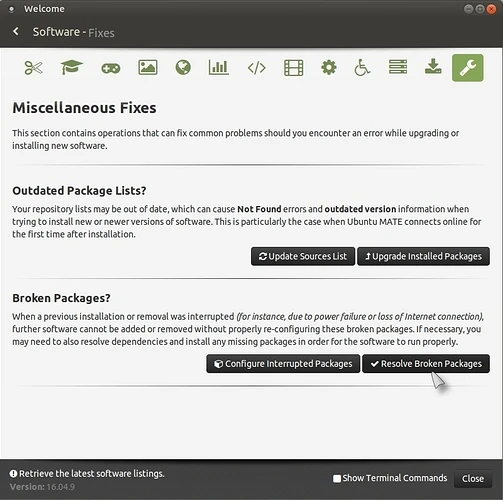 Welcome
Software - Fixes
Miscellaneous Fixes
This section contains operations that can fix common problems should you encounter an error while upgrading or
installing new software.
Outdated Package Lists?
Your repository lists may be out of date, which can cause Not Found errors and outdated version information when
trying to install new or newer versions of software. This is particularly the case when Ubuntu MATE connects online for
the first time after installation.
Update Sources List Upgrade Installed Packages
Broken Packages?
When a previous installation or removal was interrupted (for instance, due to power failure or loss of Internet connection),
further software cannot be added or removed without properly re-configuring these broken packages. If necessary, you
may need to also resolve dependencies and install any missing packages in order for the software to run properly.
Configure Interrupted Packages Resolve Broken Packages
Retrieve the latest software listings.
Version: 16.04.9
Show Terminal Commands Close